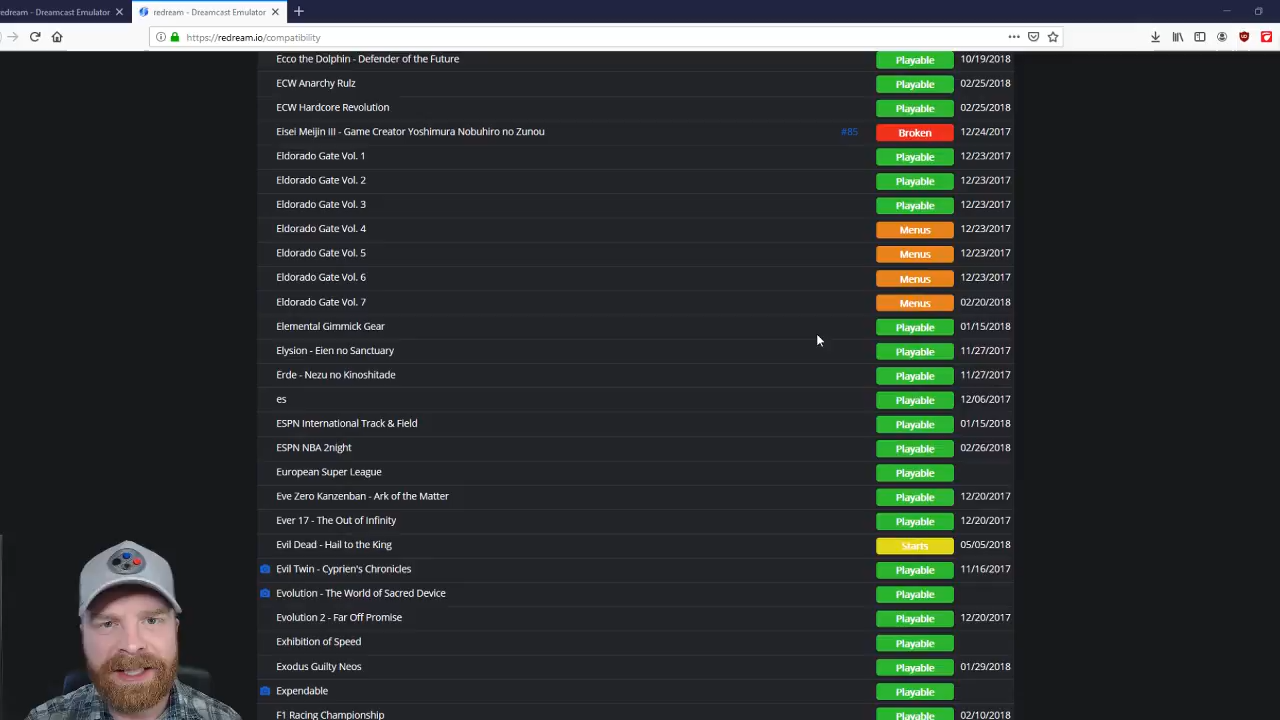 redream - Dreamcast Emulator
redream - Dreamcast Emulator
https://redream.io/compatibility
Ecco the Dolphin - Defender of the Future Playable 10/19/2018
ECW Anarchy Rulz Playable 02/25/2018
ECW Hardcore Revolution Playable 02/25/2018
Eisei Meijin III - Game Creator Yoshimura Nobuhiro no Zunou #85 Broken 12/24/2017
Eldorado Gate Vol. 1 Playable 12/23/2017
Eldorado Gate Vol. 2 Playable 12/23/2017
Eldorado Gate Vol. 3 Playable 12/23/2017
Eldorado Gate Vol. 4 Menus 12/23/2017
Eldorado Gate Vol. 5 Menus 12/23/2017
Eldorado Gate Vol. 6 Menus 12/23/2017
Eldorado Gate Vol. 7 Menus 02/20/2018
Elemental Gimmick Gear Playable 01/15/2018
Elysion - Eien no Sanctuary Playable 11/27/2017
Erde - Nezu no Kinoshitade Playable 11/27/2017
es Playable 12/06/2017
ESPN International Track & Field Playable 01/15/2018
ESPN NBA 2night Playable 02/26/2018
European Super League Playable
Eve Zero Kanzenban - Ark of the Matter Playable 12/20/2017
Ever 17 - The Out of Infinity Playable 12/20/2017
Evil Dead - Hail to the King Starts 05/05/2018
Evil Twin - Cyprien's Chronicles Playable 11/16/2017
Evolution - The World of Sacred Device Playable
Evolution 2 - Far Off Promise Playable 12/20/2017
Exhibition of Speed Playable
Exodus Guilty Neos Playable 01/29/2018
Expendable Playable
F1 Racing Championship Playable 02/10/2018